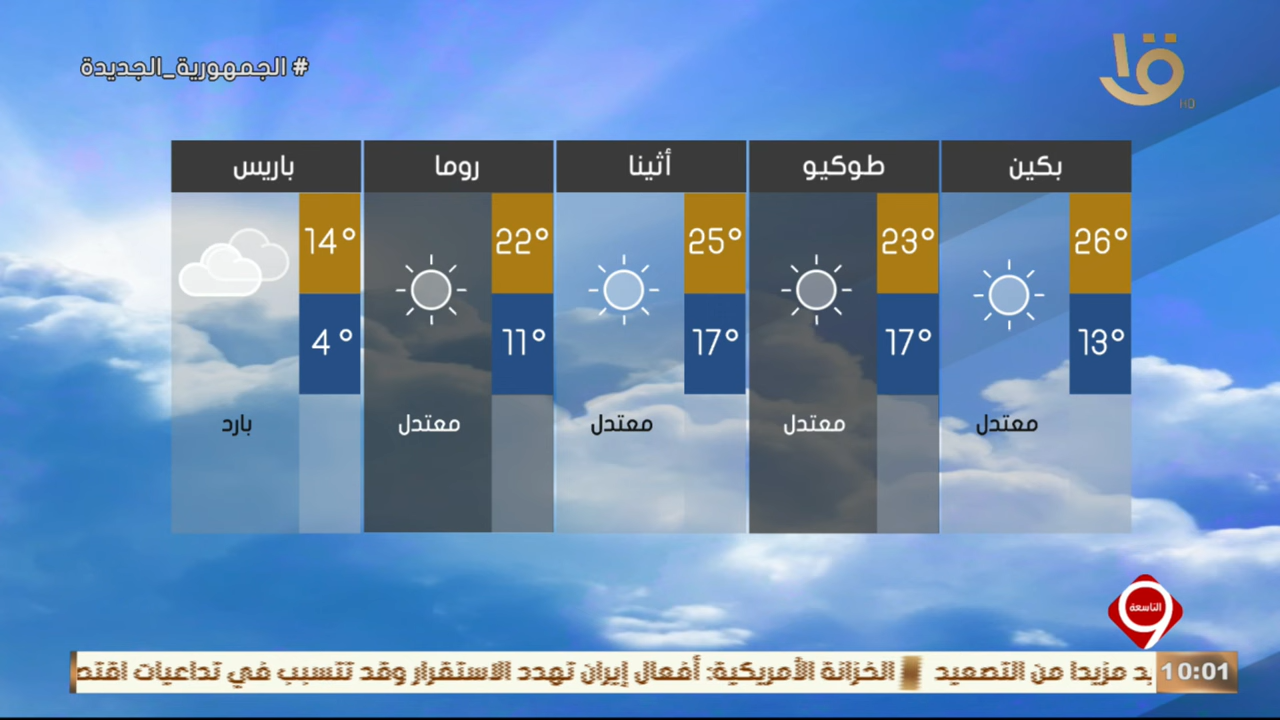 # الجمهورية_الجديدة
HD
بكين
26°
13°
معتدل
طوكيو
23°
17°
معتدل
أثينا
25°
17°
معتدل
روما
22°
11°
معتدل
باريس
14°
4°
بارد
التاسعة
9
10:01
مزيدا من التصعيد الخزانة الأمريكية: أفعال إيران تهدد الاستقرار وقد تتسبب في تداعيات